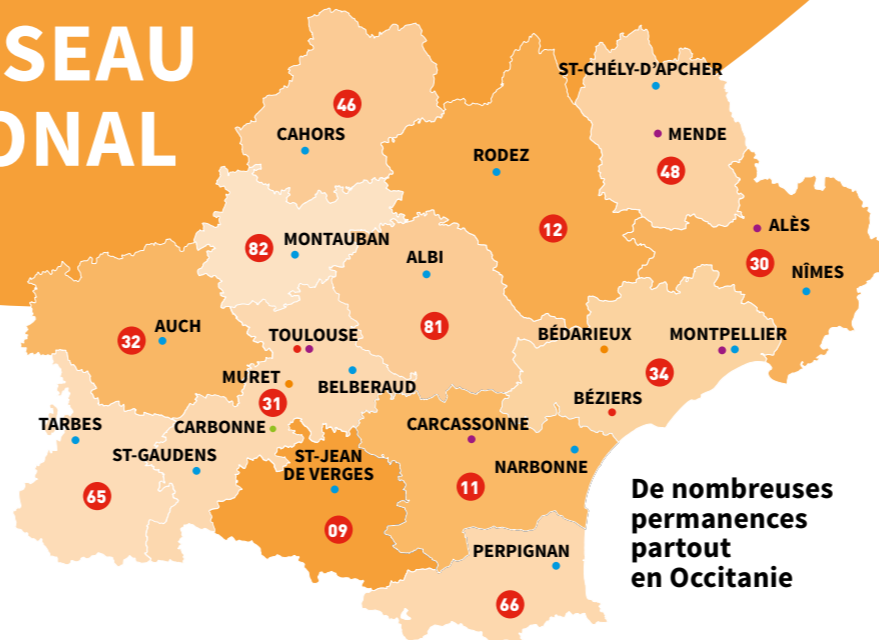 SEAU
ONAL
46
CAHORS
ST-CHÉLY-D'APCHER
MENDE
48
RODEZ
12
82
MONTAUBAN
ALBI
81
ALÈS
30
NÎMES
32
AUCH
TOULOUSE
MURET
BELBERAUD
31
CARBONNE
ST-GAUDENS
BÉDARIEUX
MONTPELLIER
34
BÉZIERS
TARBES
65
ST-JEAN
DE VERGES
09
CARCASSONNE
NARBONNE
11
PERPIGNAN
66
De nombreuses
permanences
partout
en Occitanie